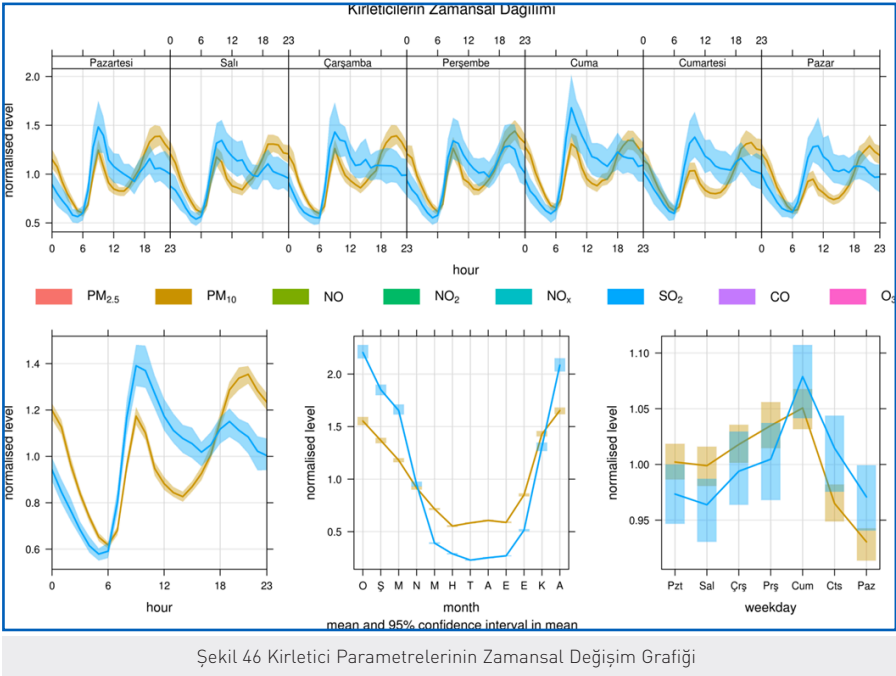 Kirleticilerin Zamansal Dağılımı
0 6 12 18 23 0 6 12 18 23 0 6 12 18 23
Pazartesi Salı Çarşamba Perşembe Cuma Cumartesi Pazar
2.0
1.5
1.0
0.5
normalised level
0 6 12 18 23 0 6 12 18 23 0 6 12 18 23 0 6 12 18 23
hour
PM2.5 PM10 NO NO2 NOx SO2 CO O3
1.4
1.2
1.0
0.8
0.6
normalised level
0 6 12 18 23
hour
2.0
1.5
1.0
0.5
normalised level
O Ş M N M H T A E E K A
month
1.10
1.05
1.00
0.95
normalised level
Pzt Sal Çrş Prş Cum Cts Paz
weekday
mean and 95% confidence interval in mean
Şekil 46 Kirletici Parametrelerinin Zamansal Değişim Grafiği